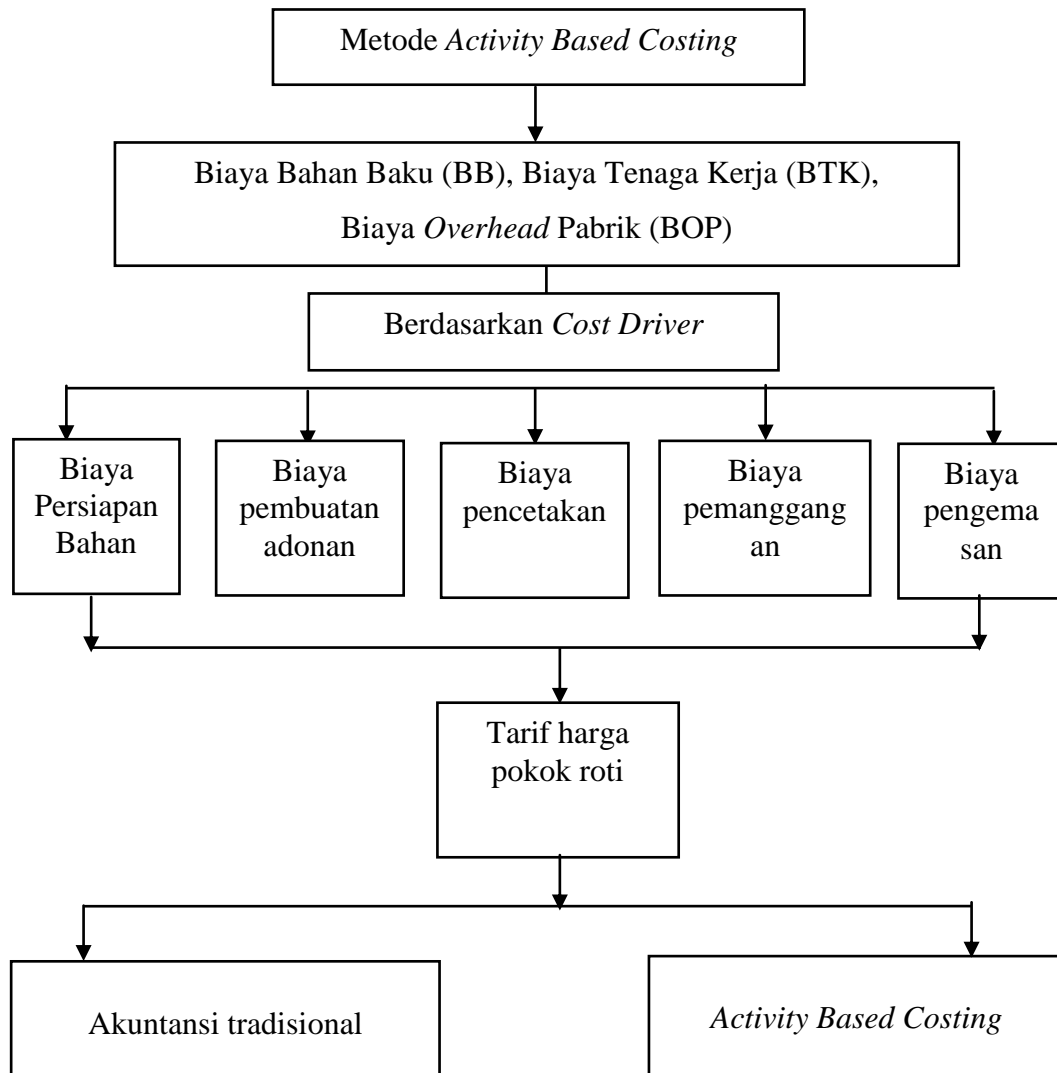 Metode Activity Based Costing
Biaya Bahan Baku (BB), Biaya Tenaga Kerja (BTK),
Biaya Overhead Pabrik (BOP)
Berdasarkan Cost Driver
Biaya
Persiapan
Bahan
Biaya
pembuatan
adonan
Biaya
pencetakan
Biaya
pemanggang
an
Biaya
pengema
san
Tarif harga
pokok roti
Akuntansi tradisional
Activity Based Costing